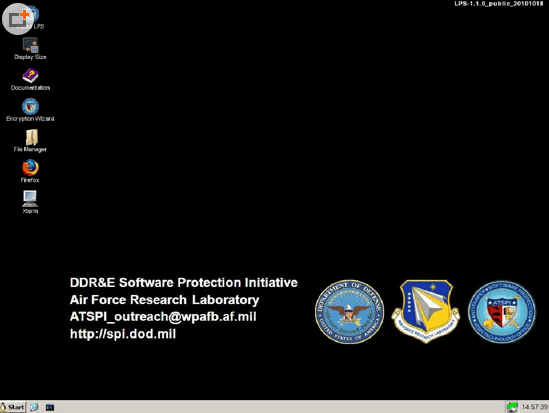 LPS-1.1.0_public_20101018
LPS
Display Size
Documentation
Encryption Wizard
File Manager
Firefox
Xterm
DDR&E Software Protection Initiative
Air Force Research Laboratory
ATSPI_outreach@wpafb.af.mil
http://spi.dod.mil
DEPARTMENT OF DEFENSE
UNITED STATES OF AMERICA
AIR FORCE RESEARCH LABORATORY
ATSPI
Start
14:57:39